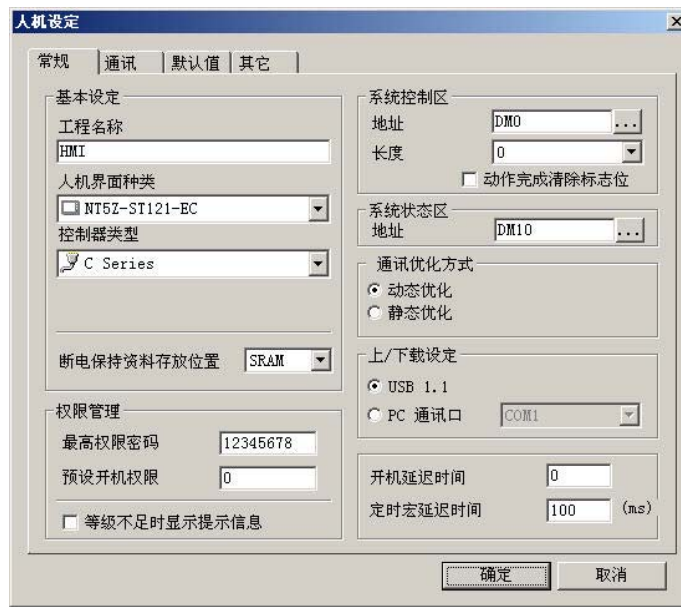 人机设定
常规
通讯
默认值
其它
基本设定
工程名称
HMI
人机界面种类
NT5Z-ST121-EC
控制器类型
C Series
断电保持资料存放位置 SRAM
权限管理
最高权限密码 12345678
预设开机权限 0
等级不足时显示提示信息
系统控制区
地址 DM0 ...
长度 0
动作完成清除标志位
系统状态区
地址 DM10 ...
通讯优化方式
动态优化
静态优化
上/下载设定
USB 1.1
PC 通讯口 COM1
开机延迟时间 0
定时宏延迟时间 100 (ms)
确定
取消